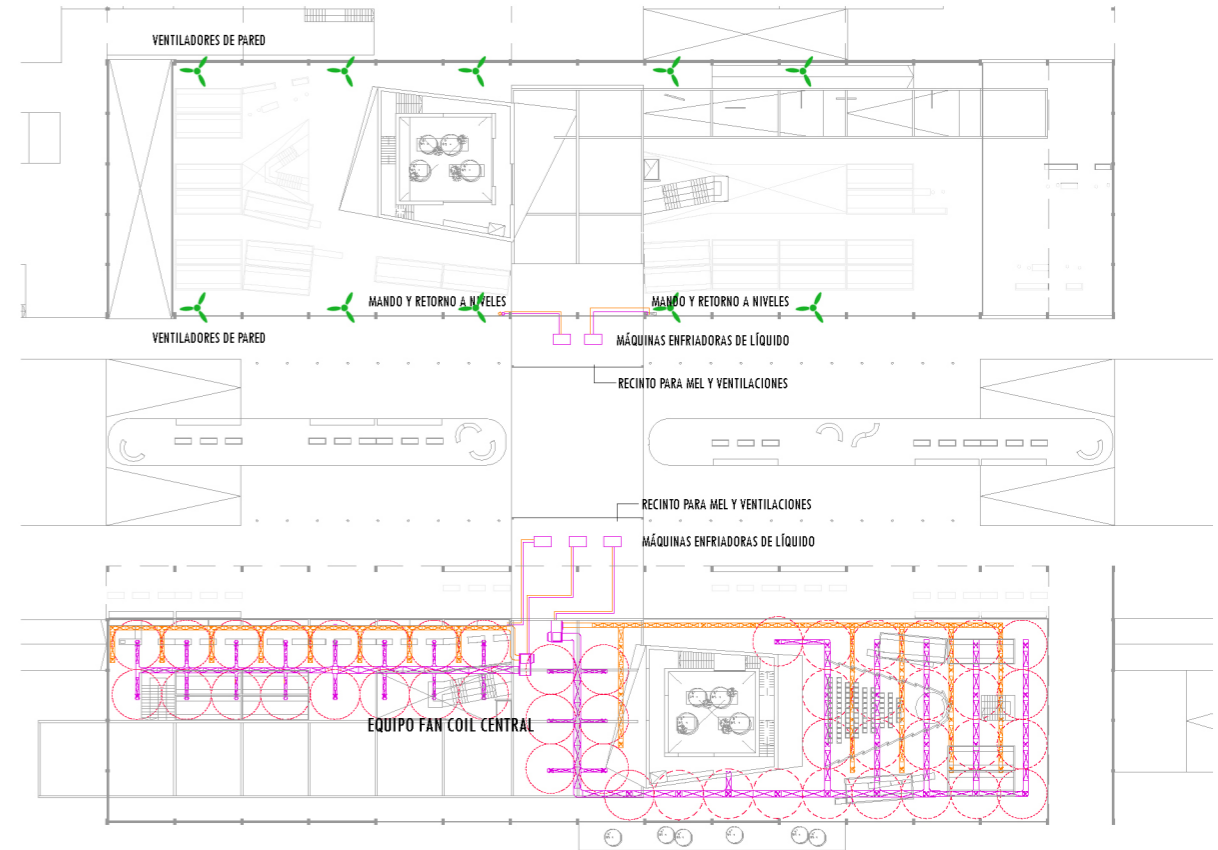 VENTILADORES DE PARED
MANDO Y RETORNO A NIVELES
MANDO Y RETORNO A NIVELES
VENTILADORES DE PARED
MÁQUINAS ENFRIADORAS DE LÍQUIDO
RECINTO PARA MEL Y VENTILACIONES
RECINTO PARA MEL Y VENTILACIONES
MÁQUINAS ENFRIADORAS DE LÍQUIDO
EQUIPO FAN COIL CENTRAL